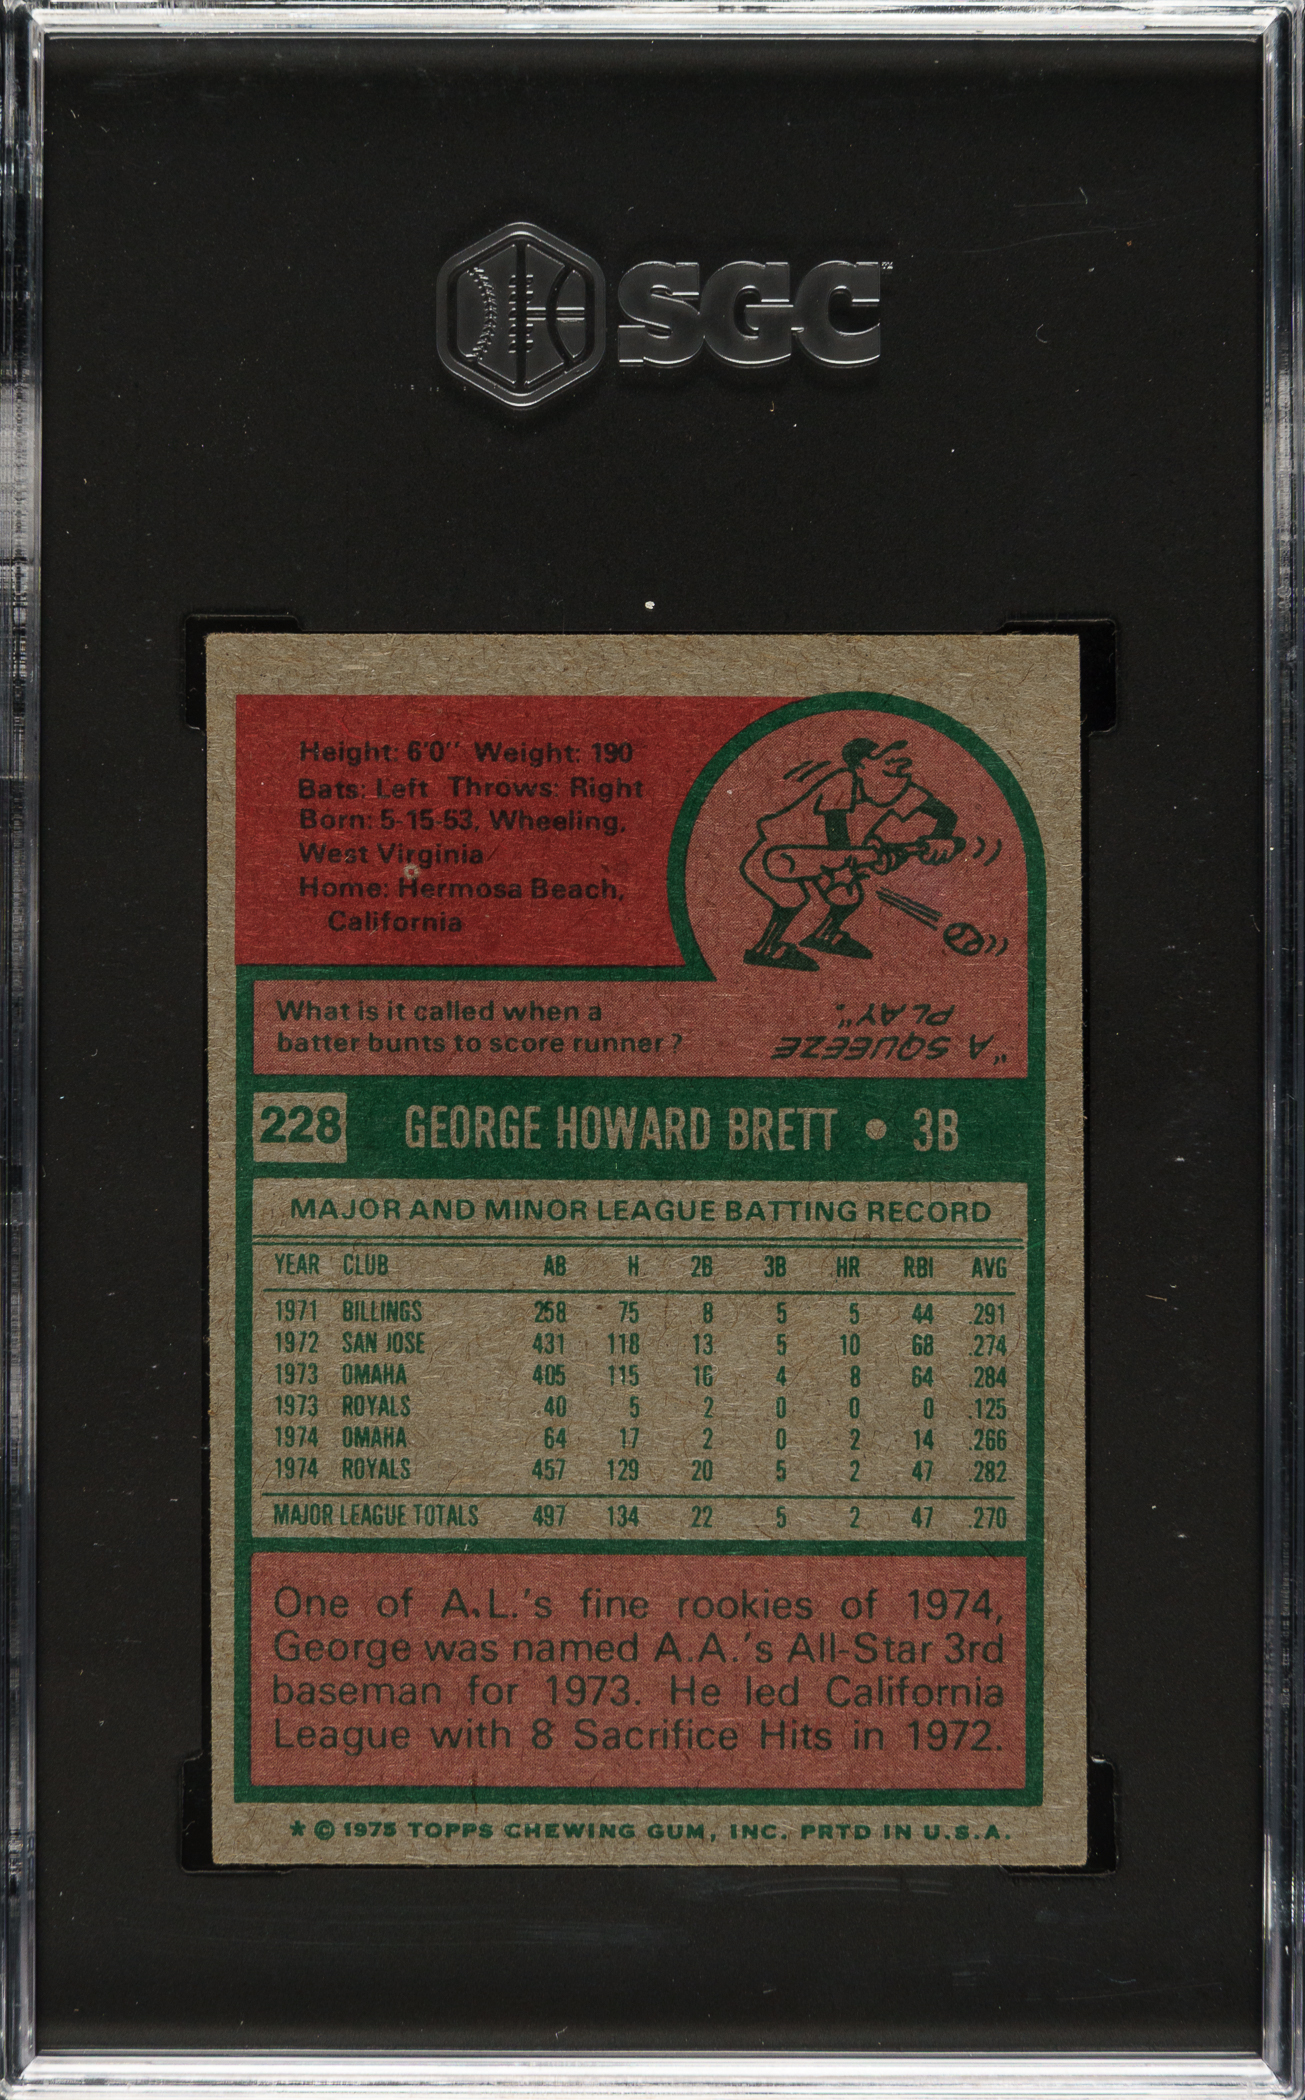 SGC™
Height: 6'0'' Weight: 190
Bats: Left Throws: Right
Born: 5-15-53, Wheeling,
West Virginia
Home: Hermosa Beach,
California
What is it called when a
batter bunts to score runner?
"A SQUEEZE
PLAY".
228 GEORGE HOWARD BRETT • 3B
MAJOR AND MINOR LEAGUE BATTING RECORD
YEAR CLUB AB H 2B 3B HR RBI AVG
1971 BILLINGS 258 75 8 5 5 44 .291
1972 SAN JOSE 431 118 13 5 10 68 .274
1973 OMAHA 405 115 16 4 8 64 .284
1973 ROYALS 40 5 2 0 0 0 .125
1974 OMAHA 64 17 2 0 2 14 .266
1974 ROYALS 457 129 20 5 2 47 .282
MAJOR LEAGUE TOTALS 497 134 22 5 2 47 .270
One of A.L.'s fine rookies of 1974,
George was named A.A.'s All-Star 3rd
baseman for 1973. He led California
League with 8 Sacrifice Hits in 1972.
* © 1975 TOPPS CHEWING GUM, INC. PRTD IN U.S.A.